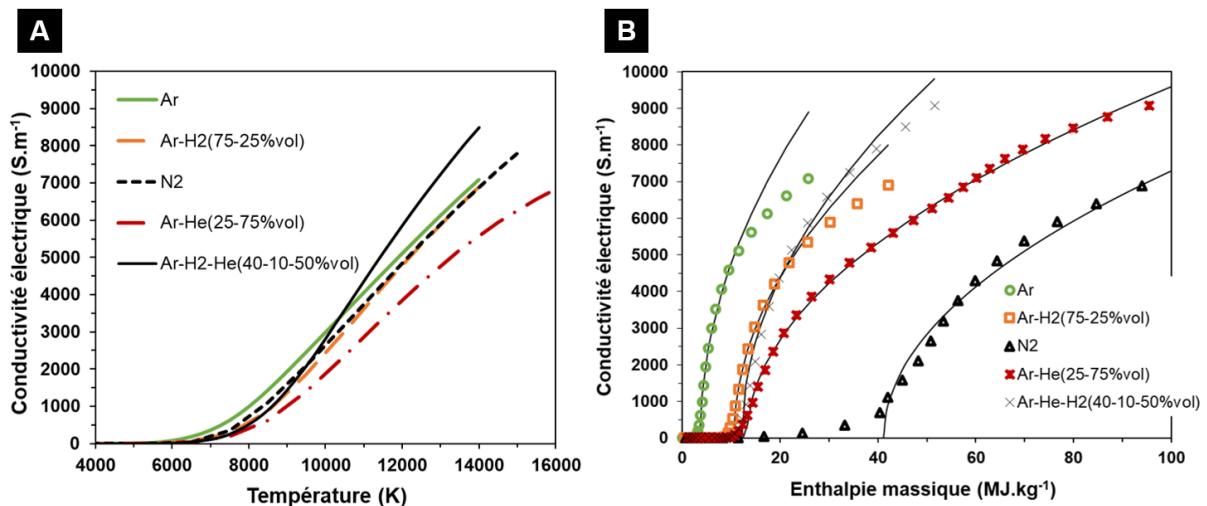 A
Conductivité électrique (S.m-1)
10000
9000
8000
7000
6000
5000
4000
3000
2000
1000
0
Ar
Ar-H2(75-25%vol)
N2
Ar-He(25-75%vol)
Ar-H2-He(40-10-50%vol)
4000 6000 8000 10000 12000 14000 16000
Température (K)
B
Conductivité électrique (S.m-1)
10000
9000
8000
7000
6000
5000
4000
3000
2000
1000
0
Ar
Ar-H2(75-25%vol)
N2
Ar-He(25-75%vol)
Ar-He-H2(40-10-50%vol)
0 20 40 60 80 100
Enthalpie massique (MJ.kg-1)